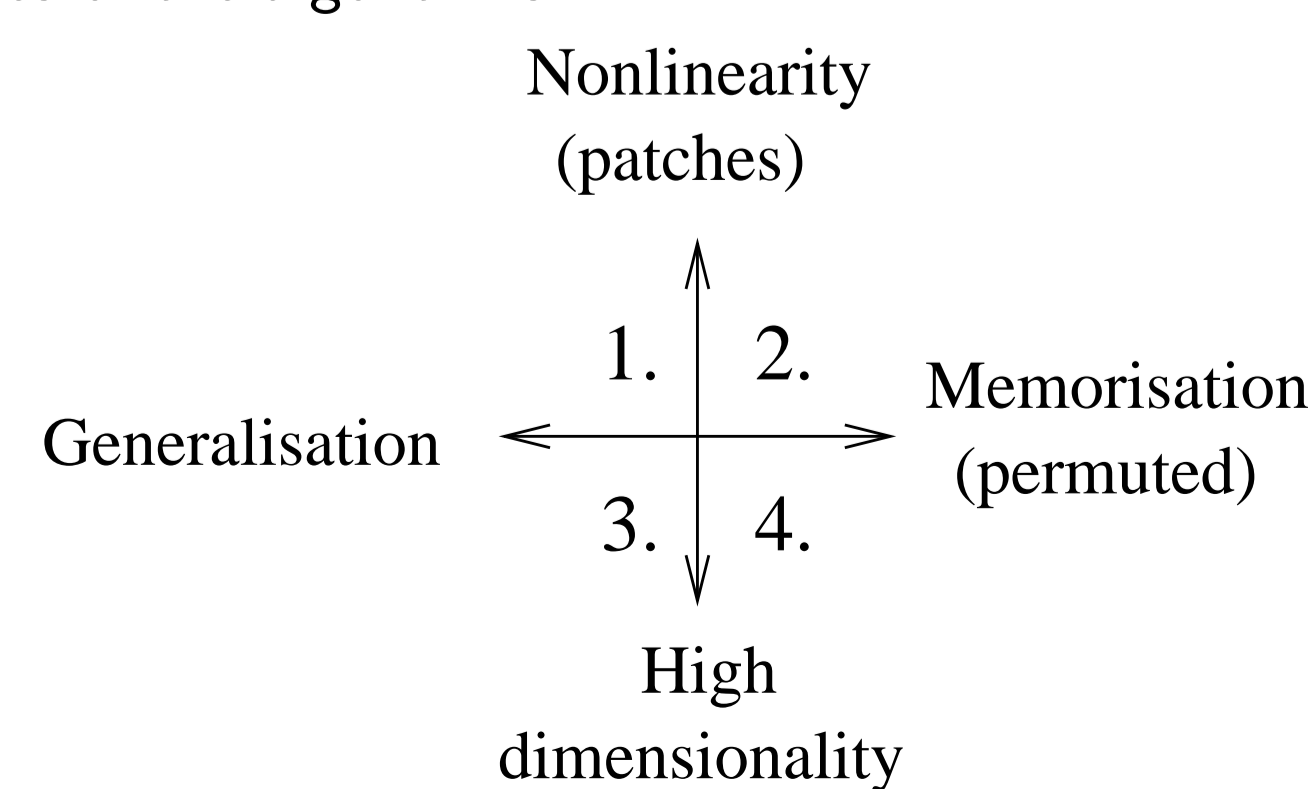 Nonlinearity
(patches)
1. 2.
Memorisation
Generalisation
(permuted)
3. 4.
High
dimensionality